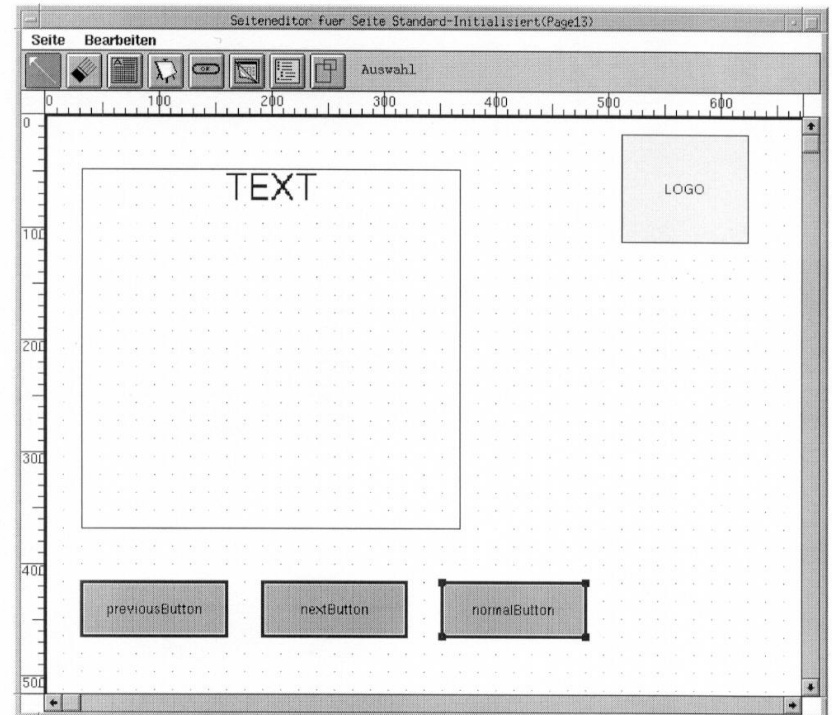 Seiteneditor fuer Seite Standard-Initialisiert(Page13)
Seite Bearbeiten
OK
Auswahl
0 100 200 300 400 500 600
0
TEXT
LOGO
100
200
300
400
previousButton nextButton normalButton
500